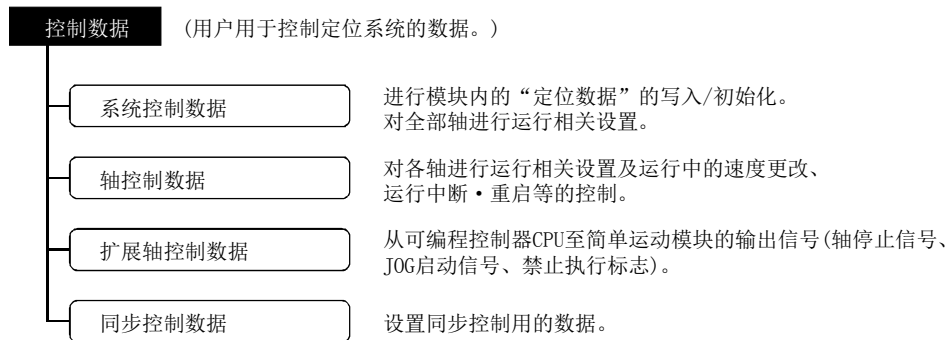 控制数据 (用户用于控制定位系统的数据。)
系统控制数据
进行模块内的“定位数据”的写入/初始化。
对全部轴进行运行相关设置。
轴控制数据
对各轴进行运行相关设置及运行中的速度更改、
运行中断·重启等的控制。
扩展轴控制数据
从可编程控制器CPU至简单运动模块的输出信号(轴停止信号、
JOG启动信号、禁止执行标志)。
同步控制数据
设置同步控制用的数据。